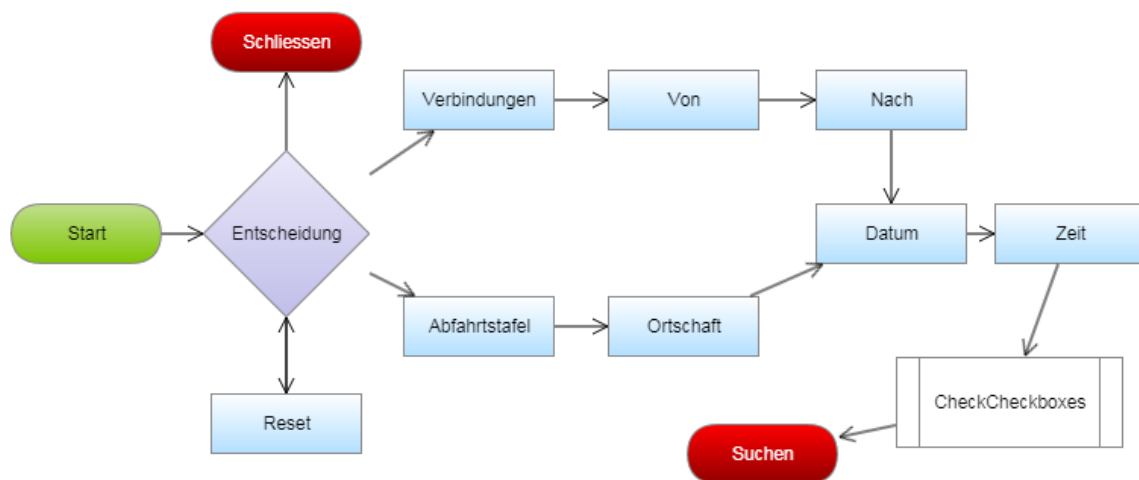 Schliessen
Verbindungen
Von
Nach
Start
Entscheidung
Datum
Zeit
Abfahrtstafel
Ortschaft
Reset
CheckCheckboxes
Suchen